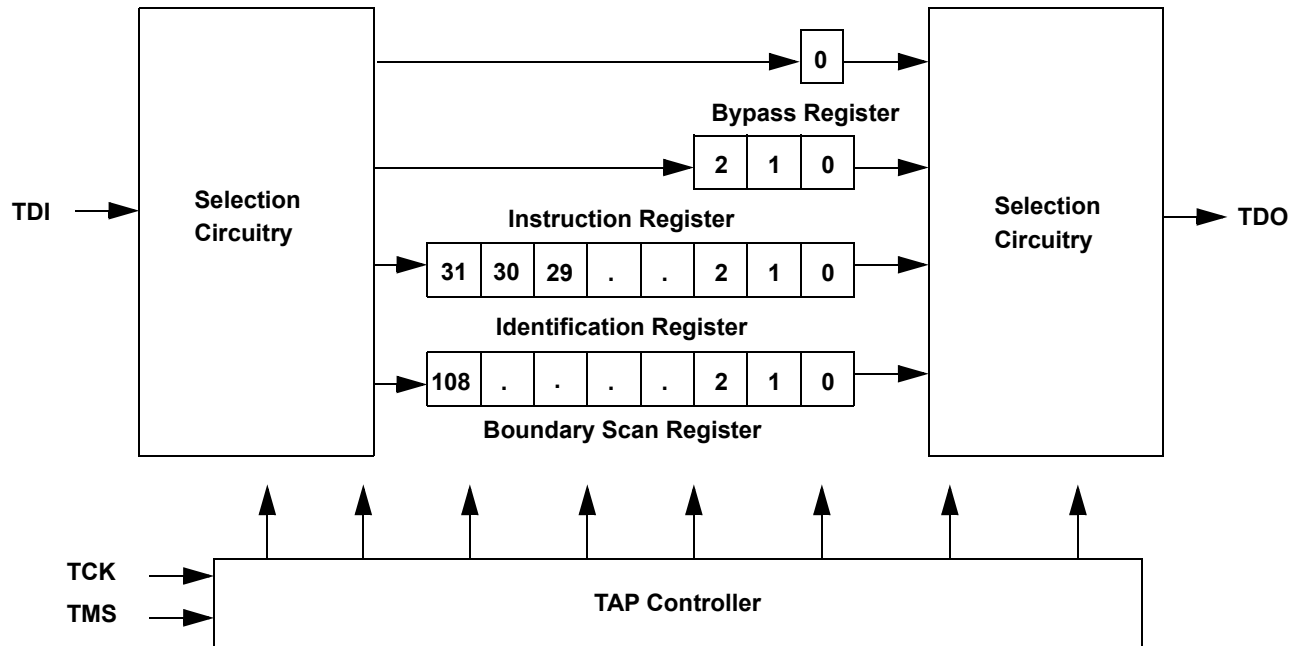 0
Bypass Register
2 1 0
TDI
Selection
Circuitry
Selection
Circuitry
TDO
Instruction Register
31 30 29 . . 2 1 0
Identification Register
108 . . . . 2 1 0
Boundary Scan Register
TCK
TMS
TAP Controller